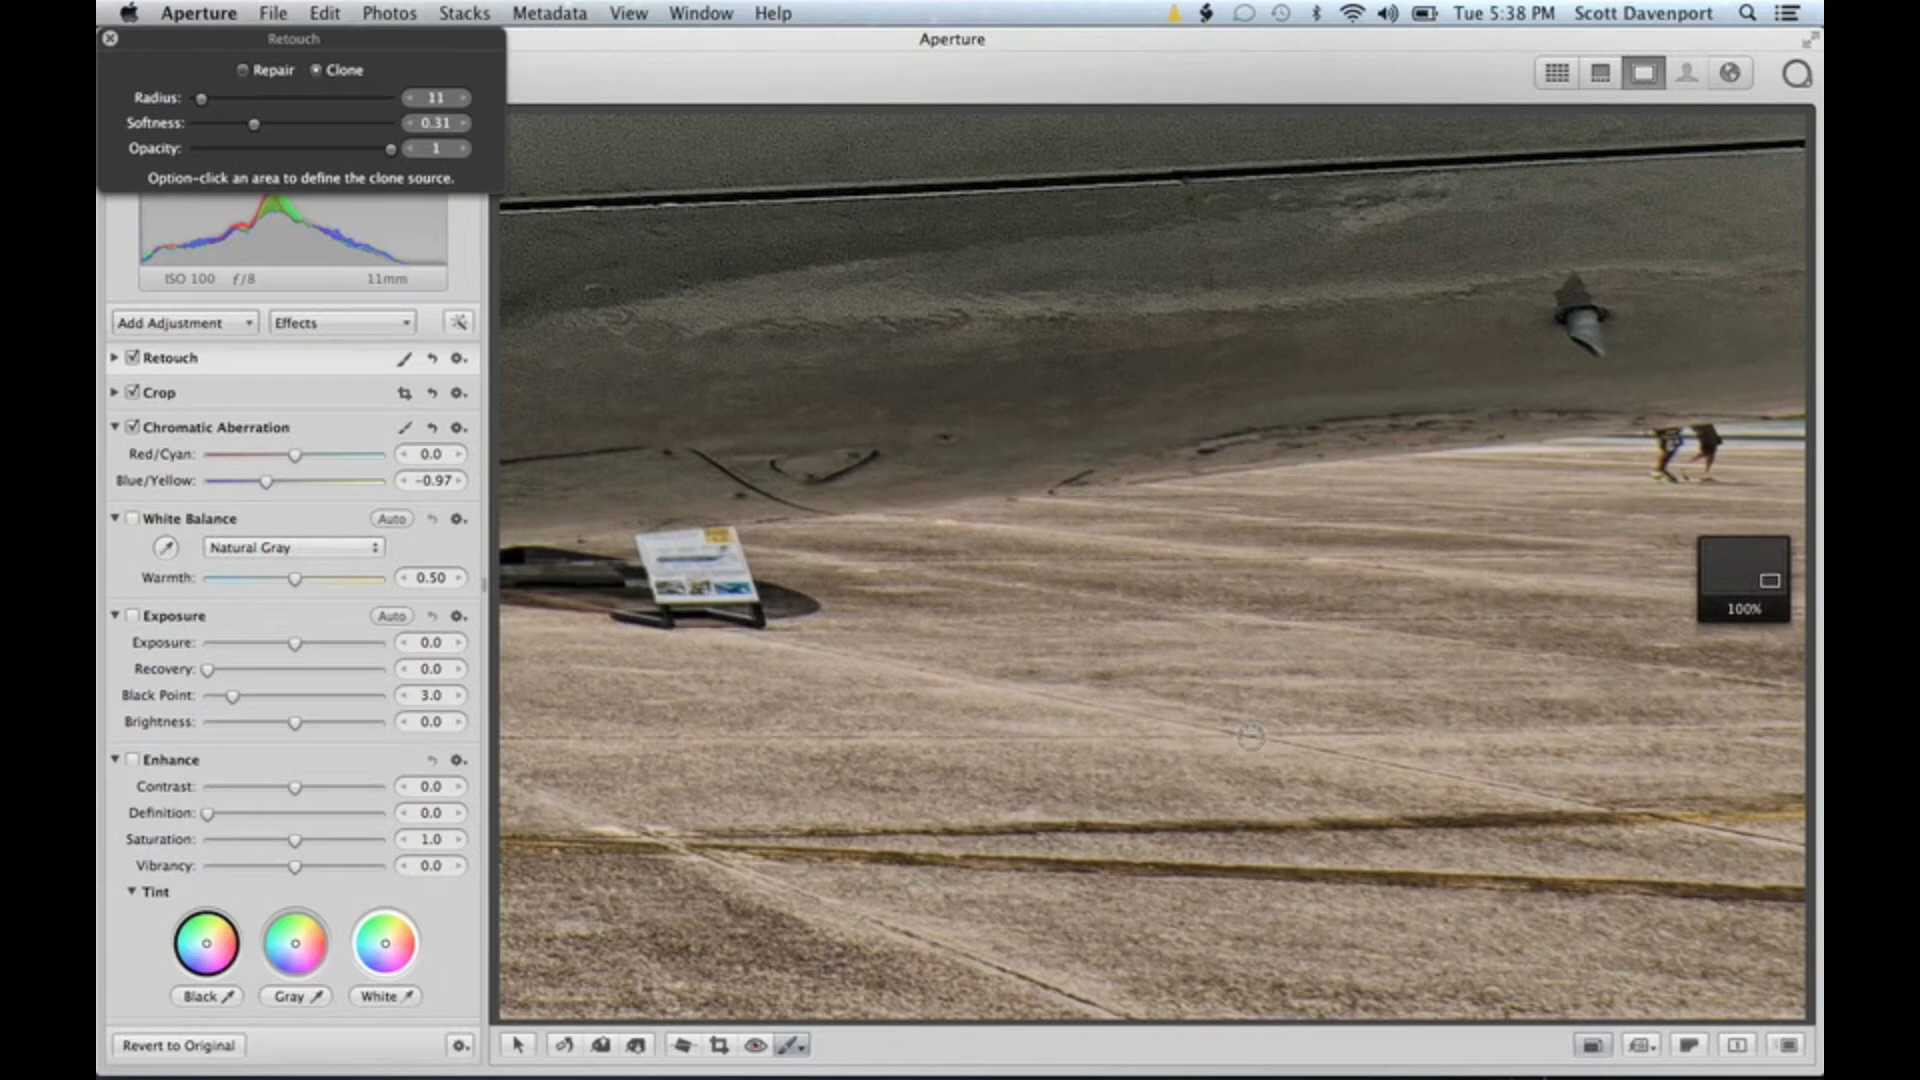 Aperture File Edit Photos Stacks Metadata View Window Help Tue 5:38 PM Scott Davenport
Retouch
Aperture
Repair Clone
Radius: 11
Softness: 0.31
Opacity: 1
Option-click an area to define the clone source.
ISO 100 f/8 11mm
Add Adjustment Effects
Retouch
Crop
Chromatic Aberration
Red/Cyan: 0.0
Blue/Yellow: -0.97
White Balance Auto
Natural Gray
Warmth: 0.50
Exposure Auto
Exposure: 0.0
Recovery: 0.0
Black Point: 3.0
Brightness: 0.0
Enhance
Contrast: 0.0
Definition: 0.0
Saturation: 1.0
Vibrancy: 0.0
Tint
Black Gray White
Revert to Original
100%